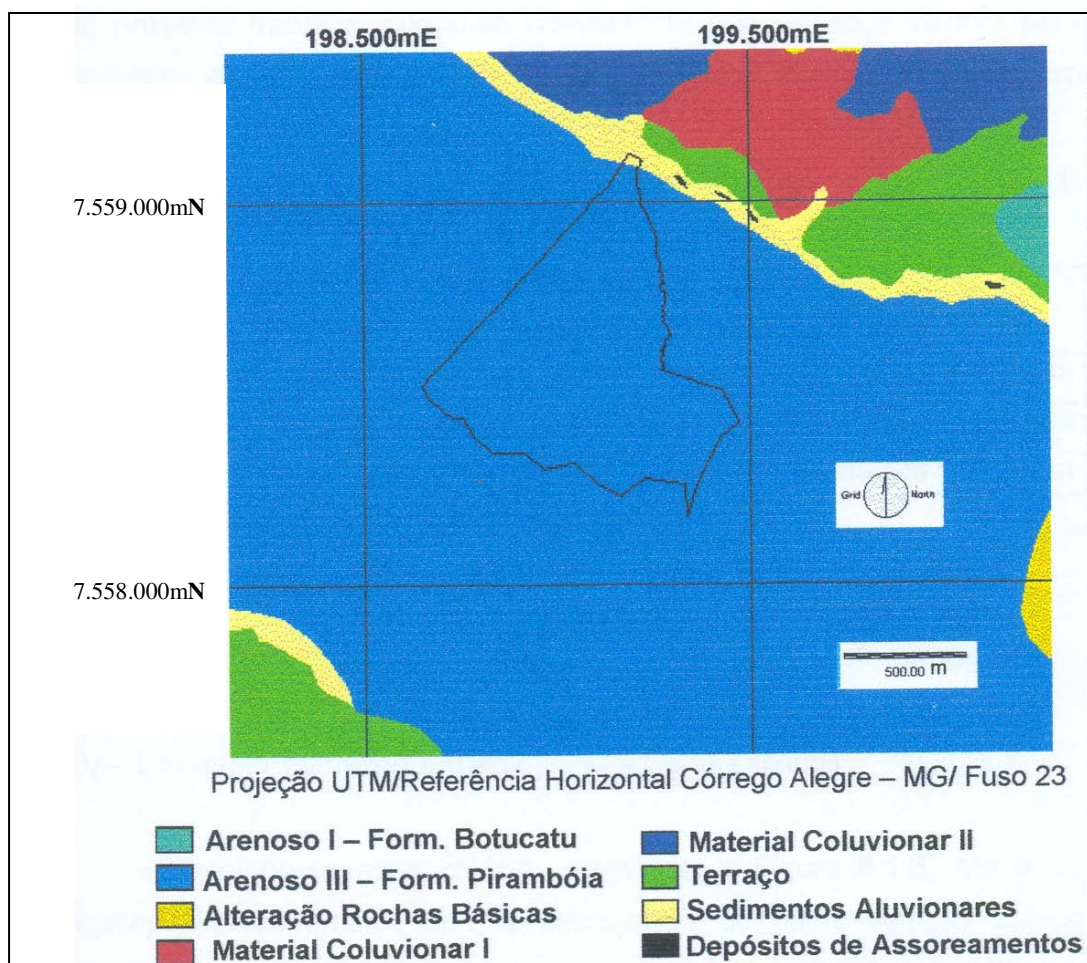 198.500mE 199.500mE
7.559.000mN
Grid North
7.558.000mN
500.00 m
Projeção UTM/Referência Horizontal Córrego Alegre – MG/ Fuso 23
Arenoso I – Form. Botucatu
Arenoso III – Form. Pirambóia
Alteração Rochas Básicas
Material Coluvionar I
Material Coluvionar II
Terraço
Sedimentos Aluvionares
Depósitos de Assoreamentos